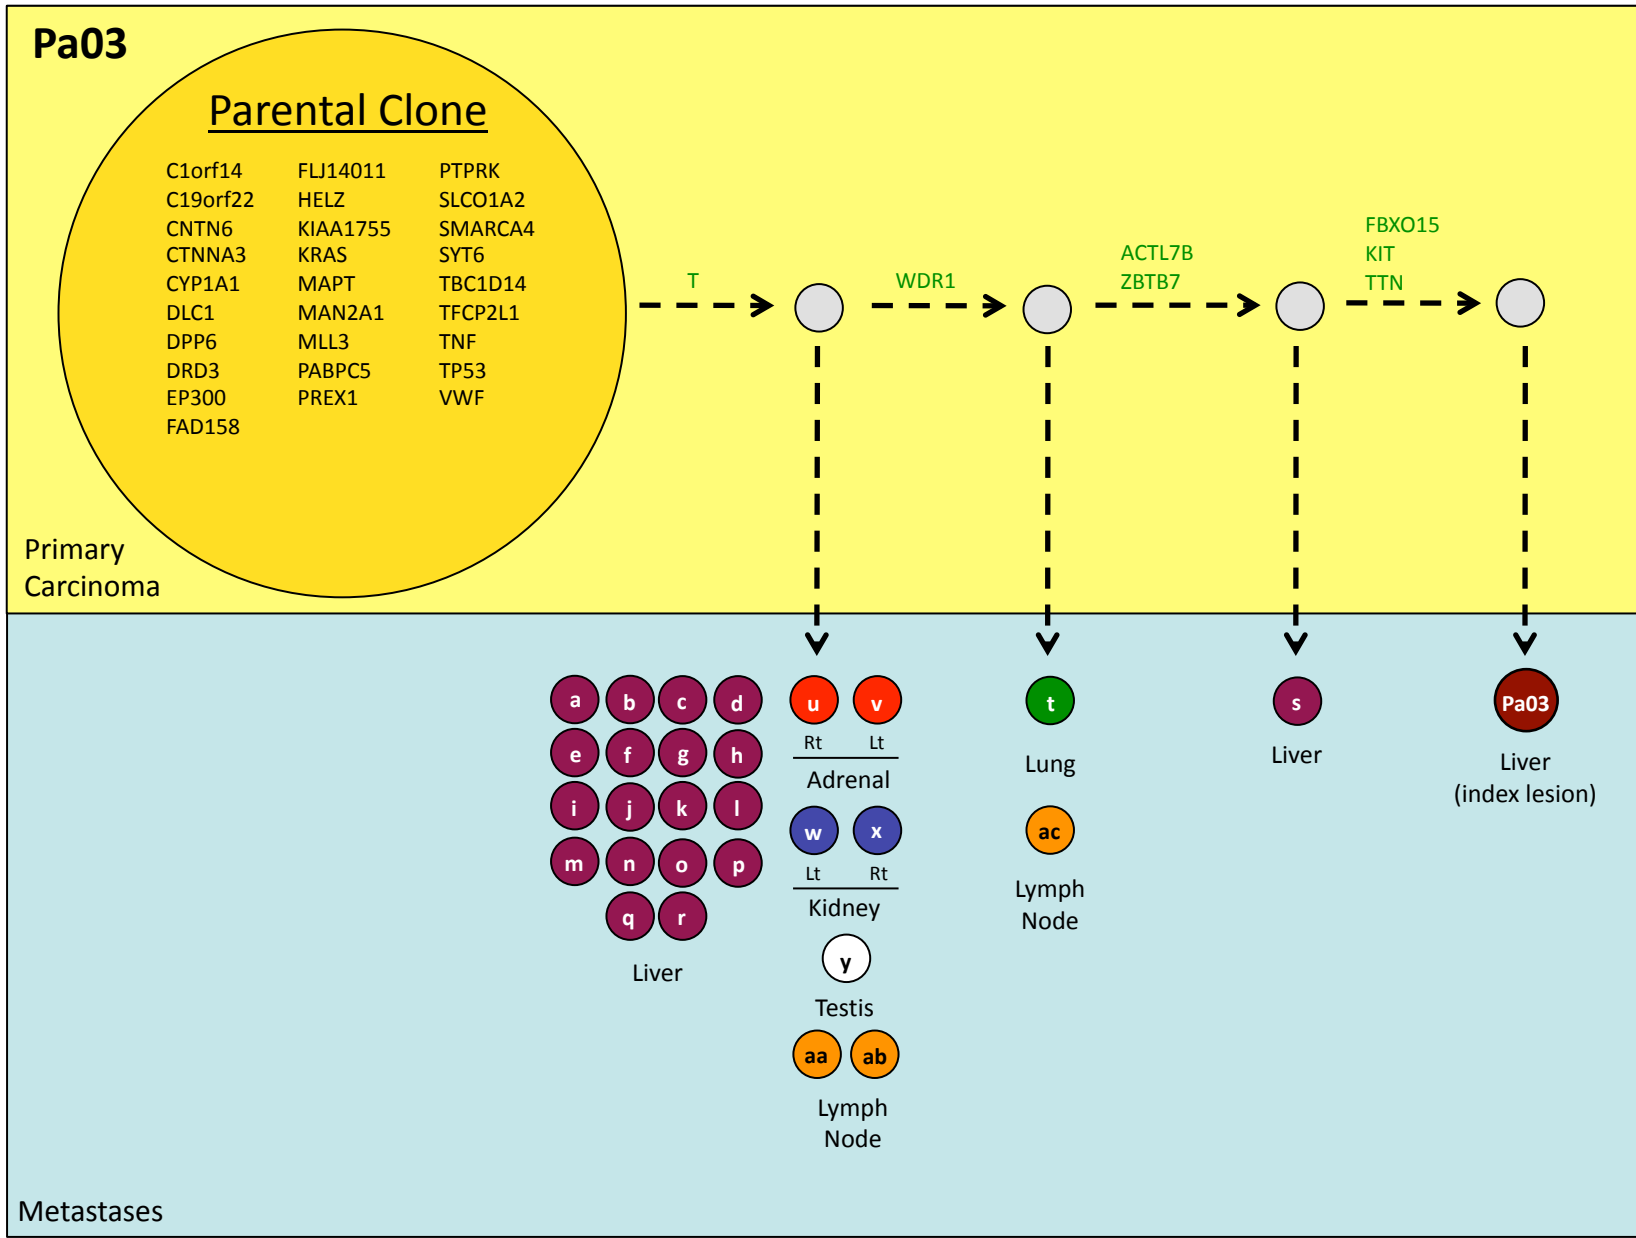 Pa03
Parental Clone
C1orf14 FLJ14011 PTPRK
C19orf22 HELZ SLCO1A2
CNTN6 KIAA1755 SMARCA4
CTNNA3 KRAS SYT6
CYP1A1 MAPT TBC1D14
DLC1 MAN2A1 TFCP2L1
DPP6 MLL3 TNF
DRD3 PABPC5 TP53
EP300 PREX1 VWF
FAD158
T
WDR1
ACTL7B
ZBTB7
FBXO15
KIT
TTN
Primary
Carcinoma
a b c d
e f g h
i j k l
m n o p
q r
Liver
u v
Rt Lt
Adrenal
w x
Lt Rt
Kidney
y
Testis
aa ab
Lymph
Node
t
Lung
ac
Lymph
Node
s
Liver
Pa03
Liver
(index lesion)
Metastases